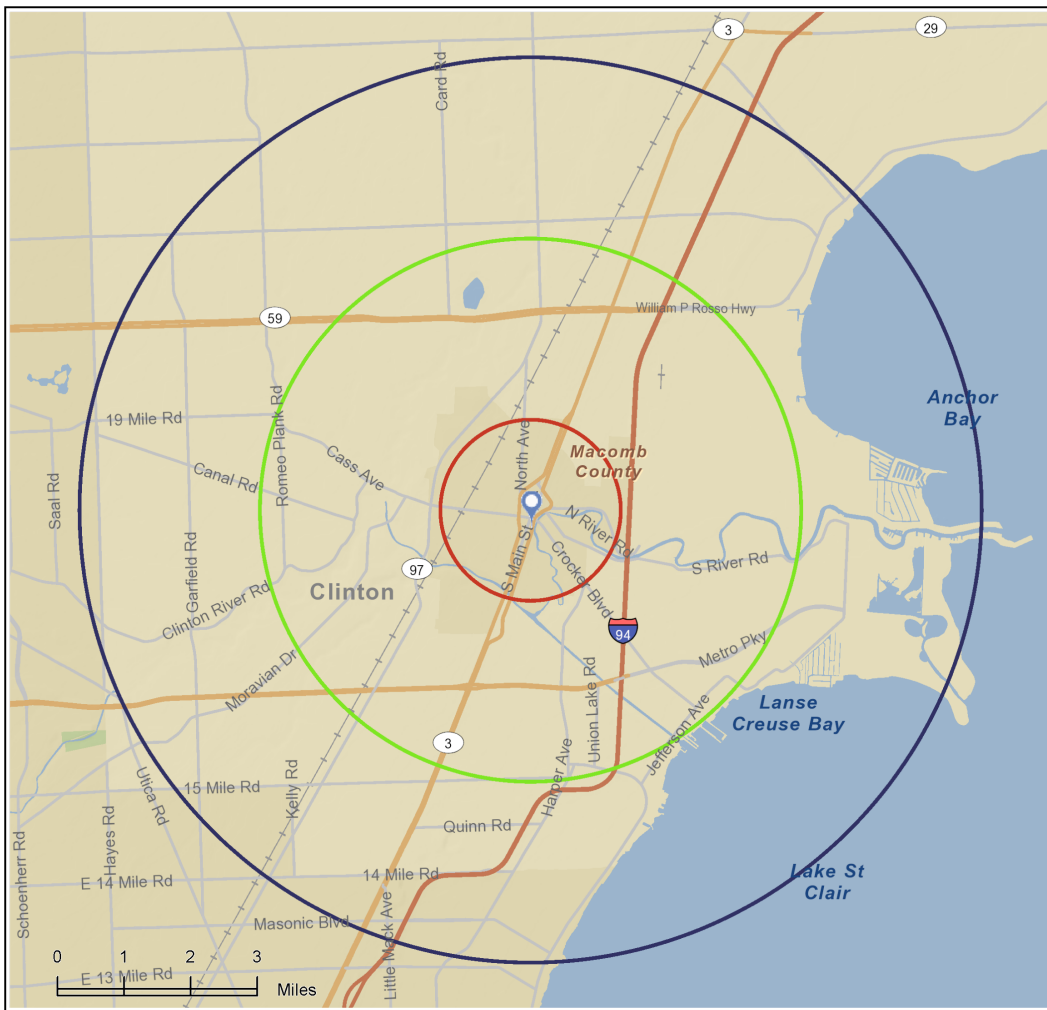 3
29
Card Rd
William P Rosso Hwy
59
Anchor
Bay
19 Mile Rd
Romeo Plank Rd
Cass Ave
North Ave
Macomb
County
Canal Rd
Saal Rd
N River Rd
S Main St
Crocker Blvd
S River Rd
97
Garfield Rd
Clinton
Clinton River Rd
94
Metro Pky
Moravian Dr
Union Lake Rd
Lanse
Creuse Bay
Jefferson Ave
3
Harper Ave
Utica Rd
15 Mile Rd
Kelly Rd
Quinn Rd
Hayes Rd
Schoenherr Rd
E 14 Mile Rd
14 Mile Rd
Lake St
Clair
Masonic Blvd
Little Mack Ave
E 13 Mile Rd
0 1 2 3
Miles